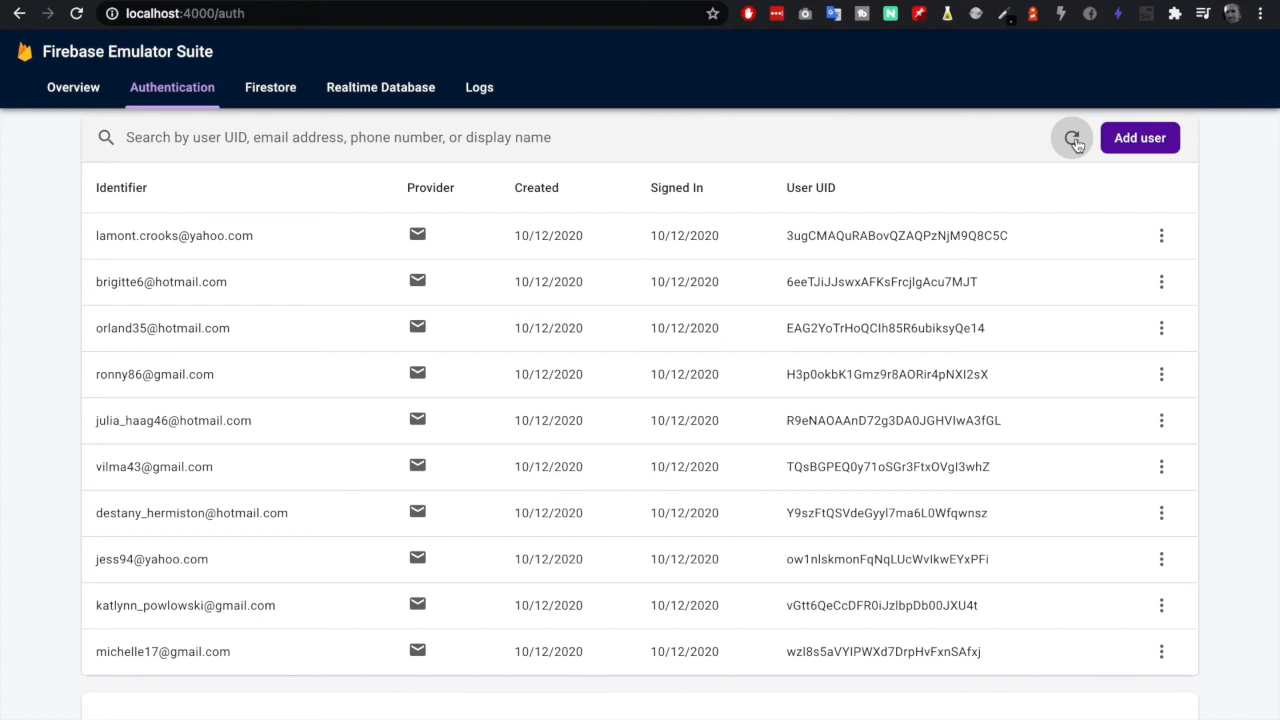 localhost:4000/auth
Firebase Emulator Suite
Overview Authentication Firestore Realtime Database Logs
Search by user UID, email address, phone number, or display name Add user
Identifier Provider Created Signed In User UID
lamont.crooks@yahoo.com 10/12/2020 10/12/2020 3ugCMAQuRABovQZAQPzNjM9Q8C5C
brigitte6@hotmail.com 10/12/2020 10/12/2020 6eeTJiJJswxAFKsFrcjlgAcu7MJT
orland35@hotmail.com 10/12/2020 10/12/2020 EAG2YoTrHoQCIh85R6ubiksyQe14
ronny86@gmail.com 10/12/2020 10/12/2020 H3p0okbK1Gmz9r8AORir4pNXI2sX
julia_haag46@hotmail.com 10/12/2020 10/12/2020 R9eNAOAAnD72g3DA0JGHVIwA3fGL
vilma43@gmail.com 10/12/2020 10/12/2020 TQsBGPEQ0y71oSGr3FtxOVgI3whZ
destany_hermiston@hotmail.com 10/12/2020 10/12/2020 Y9szFtQSVdeGyyl7ma6L0Wfqwnsz
jess94@yahoo.com 10/12/2020 10/12/2020 ow1nlskmonFqNqLUcWvlkwEYxPFi
katlynn_powlowski@gmail.com 10/12/2020 10/12/2020 vGtt6QeCcDFR0iJzlbpDb00JXU4t
michelle17@gmail.com 10/12/2020 10/12/2020 wzl8s5aVYIPWXd7DrpHvFxnSAfxj